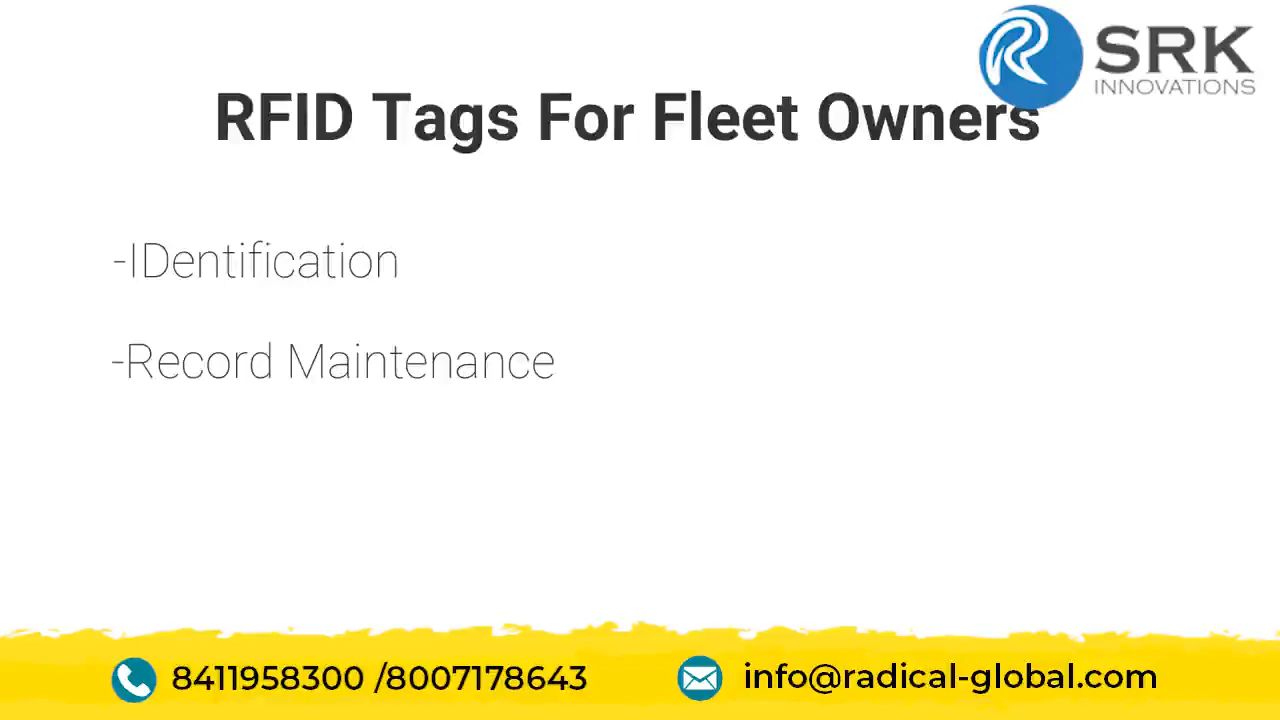 SRK
INNOVATIONS
RFID Tags For Fleet Owners
-IDentification
-Record Maintenance
8411958300 /8007178643
info@radical-global.com